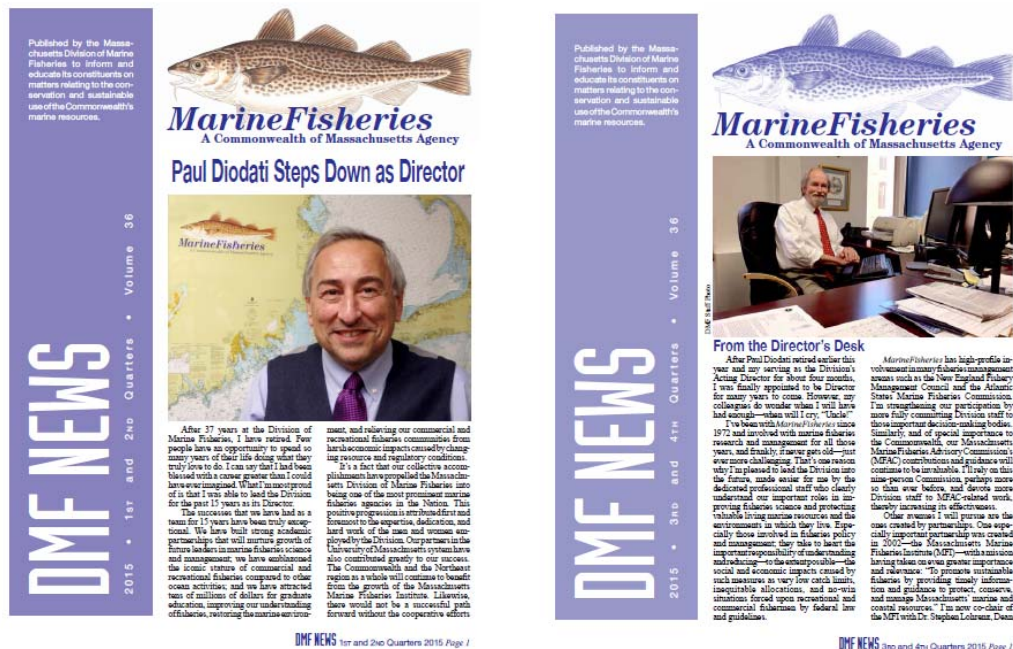 Published by the Massa-
chusetts Division of Marine
Fisheries to inform and
educate its constituents on
matters relating to the con-
servation and sustainable
use of the Commonwealth's
marine resources.
DMF NEWS
2015 • 1ST and 2ND Quarters • Volume 36
MarineFisheries
A Commonwealth of Massachusetts Agency
Paul Diodati Steps Down as Director
MarineFisheries
A Commonwealth of Massachusetts Agency
After 37 years at the Division of
Marine Fisheries, I have retired. Few
people have an opportunity to spend so
many years of their life doing what they
truly love to do. I can say that I had been
blessed with a career greater than I could
have ever imagined. What I'm most proud
of is that I was able to lead the Division
for the past 15 years as its Director.
The successes that we have had as a
team for 15 years have been truly excep-
tional. We have built strong academic
partnerships that will nurture growth of
future leaders in marine fisheries science
and management; we have emblazoned
the iconic stature of commercial and
recreational fisheries compared to other
ocean activities; and we have attracted
tens of millions of dollars for graduate
education, improving our understanding
of fisheries, restoring the marine environ-
ment, and relieving our commercial and
recreational fisheries communities from
harsh economic impacts caused by chang-
ing resource and regulatory conditions.
It's a fact that our collective accom-
plishments have propelled the Massachu-
setts Division of Marine Fisheries into
being one of the most prominent marine
fisheries agencies in the Nation. This
positive progression is attributed first and
foremost to the expertise, dedication, and
hard work of the men and women em-
ployed by the Division. Our partners in the
University of Massachusetts system have
also contributed greatly to our success.
The Commonwealth and the Northeast
region as a whole will continue to benefit
from the growth of the Massachusetts
Marine Fisheries Institute. Likewise,
there would not be a successful path
forward without the cooperative efforts
DMF NEWS 1ST and 2ND Quarters 2015 Page 1
Published by the Massa-
chusetts Division of Marine
Fisheries to inform and
educate its constituents on
matters relating to the con-
servation and sustainable
use of the Commonwealth's
marine resources.
DMF NEWS
2015 • 3RD and 4TH Quarters • Volume 36
MarineFisheries
A Commonwealth of Massachusetts Agency
DMF Staff Photo
From the Director's Desk
After Paul Diodati retired earlier this
year and my serving as the Division's
Acting Director for about four months,
I was finally appointed to be Director
for many years to come. However, my
colleagues do wonder when I will have
had enough—when will I cry, "Uncle!"
I've been with MarineFisheries since
1972 and involved with marine fisheries
research and management for all those
years, and frankly, it never gets old—just
ever more challenging. That's one reason
why I'm pleased to lead the Division into
the future, made easier for me by the
dedicated professional staff who clearly
understand our important roles in im-
proving fisheries science and protecting
valuable living marine resources and the
environments in which they live. Espe-
cially those involved in fisheries policy
and management; they take to heart the
important responsibility of understanding
and reducing—to the extent possible—the
social and economic impacts caused by
such measures as very low catch limits,
inequitable allocations, and no-win
situations forced upon recreational and
commercial fishermen by federal law
and guidelines.
MarineFisheries has high-profile in-
volvement in many fisheries management
arenas such as the New England Fishery
Management Council and the Atlantic
States Marine Fisheries Commission.
I'm strengthening our participation by
more fully committing Division staff to
those important decision-making bodies.
Similarly, and of special importance to
the Commonwealth, our Massachusetts
Marine Fisheries Advisory Commission's
(MFAC) contributions and guidance will
continue to be invaluable. I'll rely on this
nine-person Commission, perhaps more
so than ever before, and devote more
Division staff to MFAC-related work,
thereby increasing its effectiveness.
Other avenues I will pursue are the
ones created by partnerships. One espe-
cially important partnership was created
in 2002—the Massachusetts Marine
Fisheries Institute (MFI)—with a mission
having taken on even greater importance
and relevance: "To promote sustainable
fisheries by providing timely informa-
tion and guidance to protect, conserve,
and manage Massachusetts' marine and
coastal resources." I'm now co-chair of
the MFI with Dr. Stephen Lohrenz, Dean
DMF NEWS 3RD and 4TH Quarters 2015 Page 1